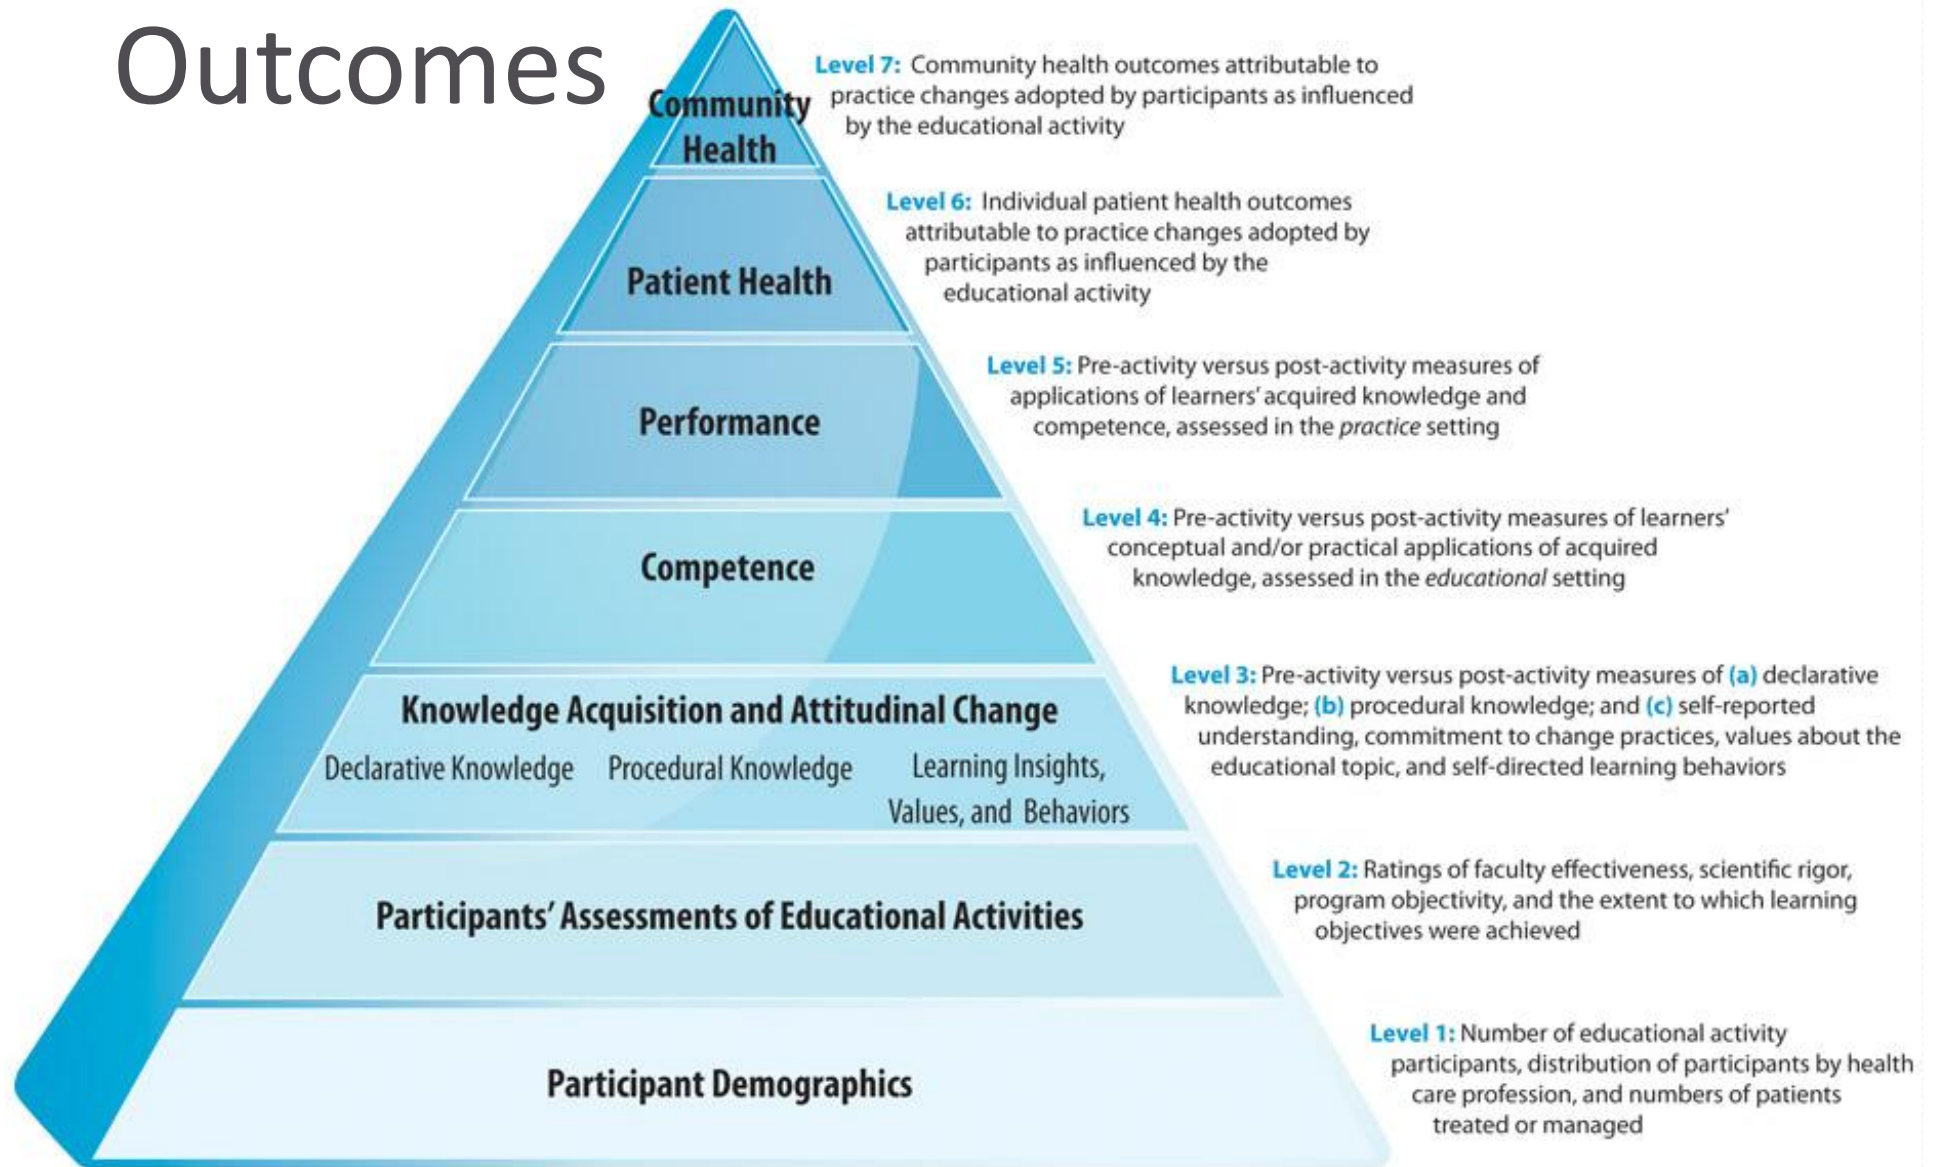 Outcomes
Community
Health
Level 7: Community health outcomes attributable to
practice changes adopted by participants as influenced
by the educational activity
Patient Health
Level 6: Individual patient health outcomes
attributable to practice changes adopted by
participants as influenced by the
educational activity
Performance
Level 5: Pre-activity versus post-activity measures of
applications of learners’ acquired knowledge and
competence, assessed in the practice setting
Competence
Level 4: Pre-activity versus post-activity measures of learners’
conceptual and/or practical applications of acquired
knowledge, assessed in the educational setting
Knowledge Acquisition and Attitudinal Change
Declarative Knowledge Procedural Knowledge Learning Insights,
Values, and Behaviors
Level 3: Pre-activity versus post-activity measures of (a) declarative
knowledge; (b) procedural knowledge; and (c) self-reported
understanding, commitment to change practices, values about the
educational topic, and self-directed learning behaviors
Participants’ Assessments of Educational Activities
Level 2: Ratings of faculty effectiveness, scientific rigor,
program objectivity, and the extent to which learning
objectives were achieved
Participant Demographics
Level 1: Number of educational activity
participants, distribution of participants by health
care profession, and numbers of patients
treated or managed